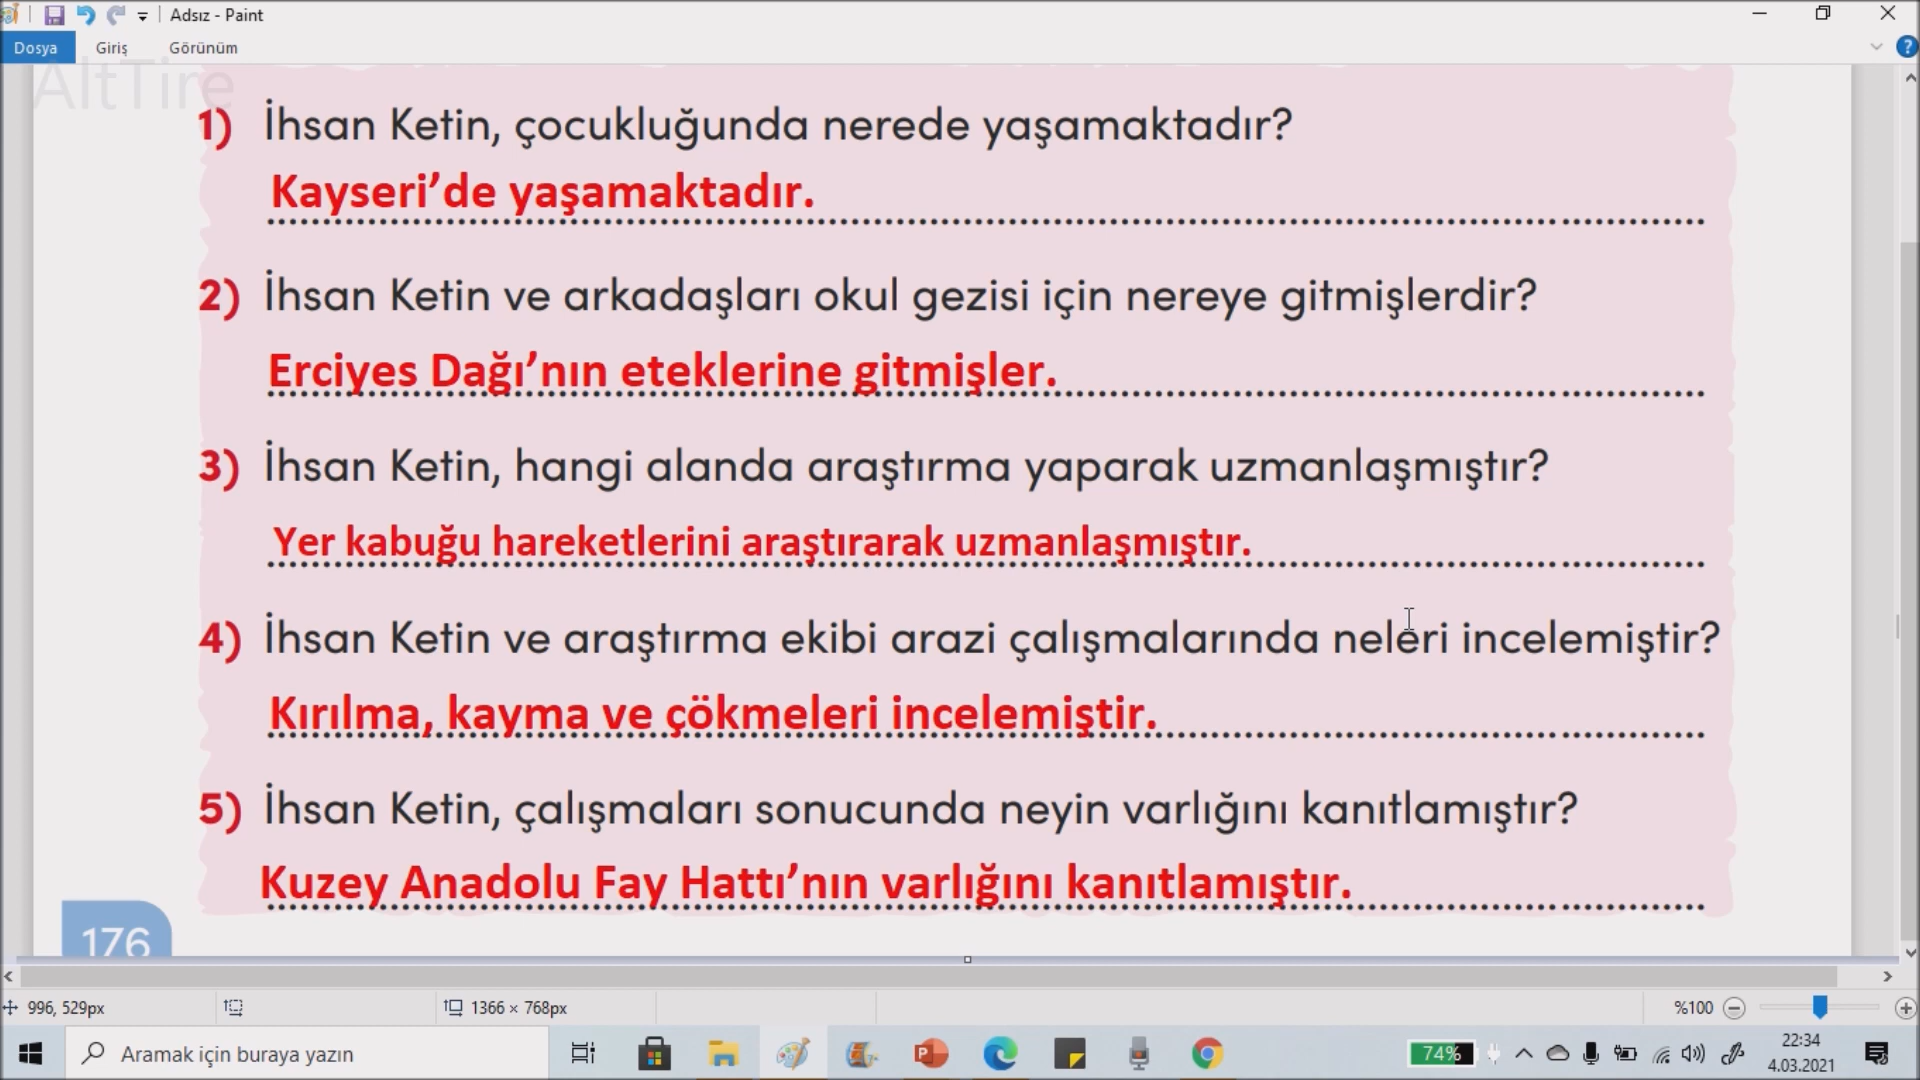 Adsız - Paint
Dosya Giriş Görünüm
AltTire
1) İhsan Ketin, çocukluğunda nerede yaşamaktadır?
Kayseri’de yaşamaktadır.
2) İhsan Ketin ve arkadaşları okul gezisi için nereye gitmişlerdir?
Erciyes Dağı’nın eteklerine gitmişler.
3) İhsan Ketin, hangi alanda araştırma yaparak uzmanlaşmıştır?
Yer kabuğu hareketlerini araştırarak uzmanlaşmıştır.
4) İhsan Ketin ve araştırma ekibi arazi çalışmalarında neleri incelemiştir?
Kırılma, kayma ve çökmeleri incelemiştir.
5) İhsan Ketin, çalışmaları sonucunda neyin varlığını kanıtlamıştır?
Kuzey Anadolu Fay Hattı’nın varlığını kanıtlamıştır.
176
996, 529px 1366 × 768px %100
Aramak için buraya yazın 74% 22:34
4.03.2021